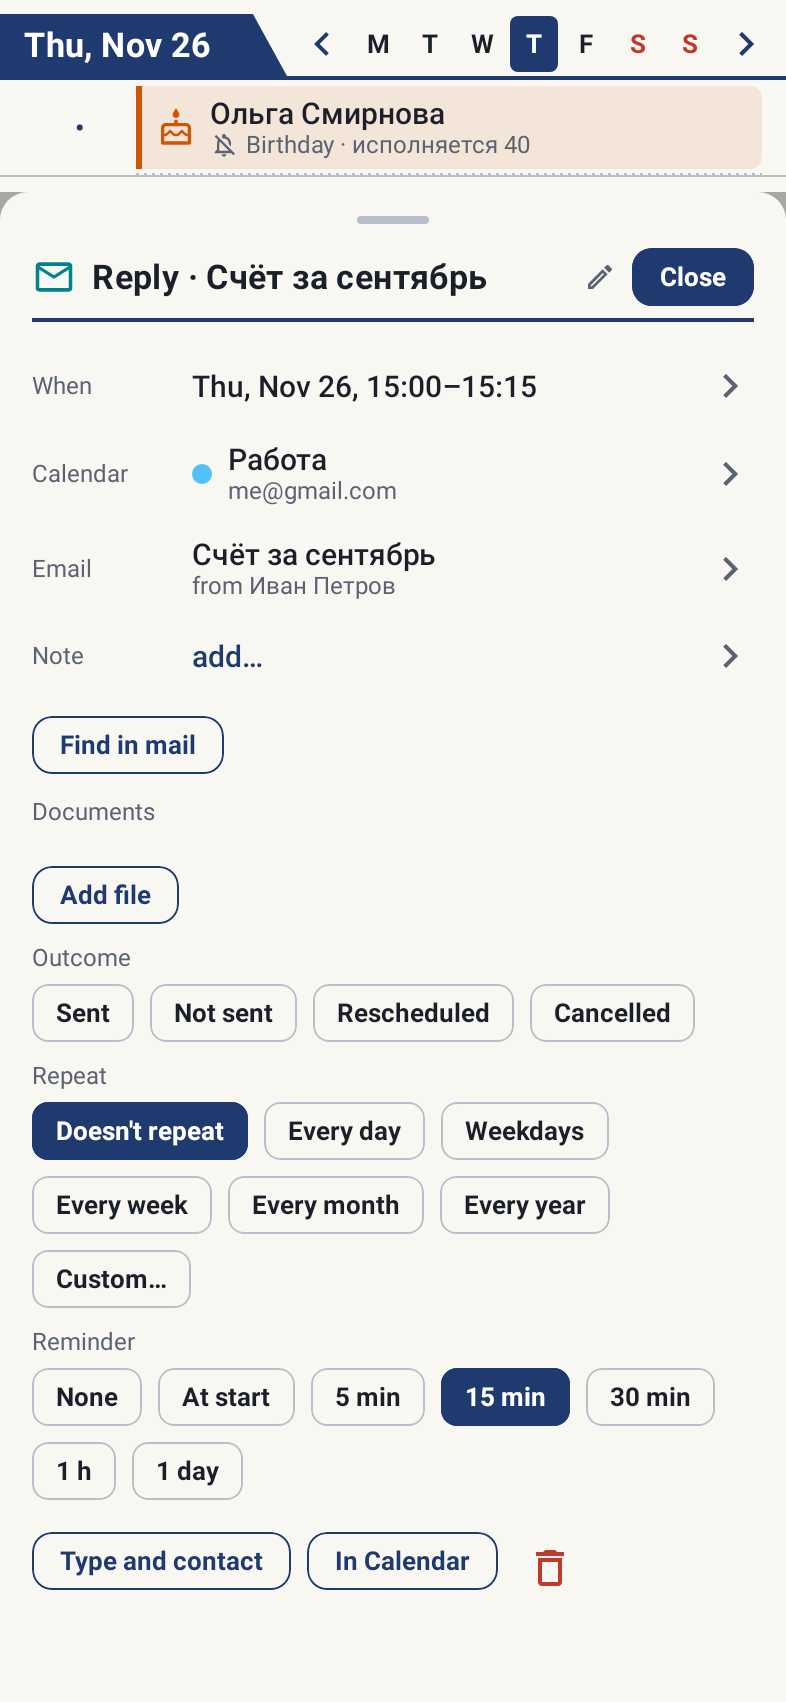 Thu, Nov 26
M T W T F S S
Ольга Смирнова
Birthday · исполняется 40
Reply · Счёт за сентябрь
Close
When
Thu, Nov 26, 15:00–15:15
Calendar
Работа
me@gmail.com
Email
Счёт за сентябрь
from Иван Петров
Note
add...
Find in mail
Documents
Add file
Outcome
Sent Not sent Rescheduled Cancelled
Repeat
Doesn't repeat Every day Weekdays
Every week Every month Every year
Custom...
Reminder
None At start 5 min 15 min 30 min
1 h 1 day
Type and contact In Calendar